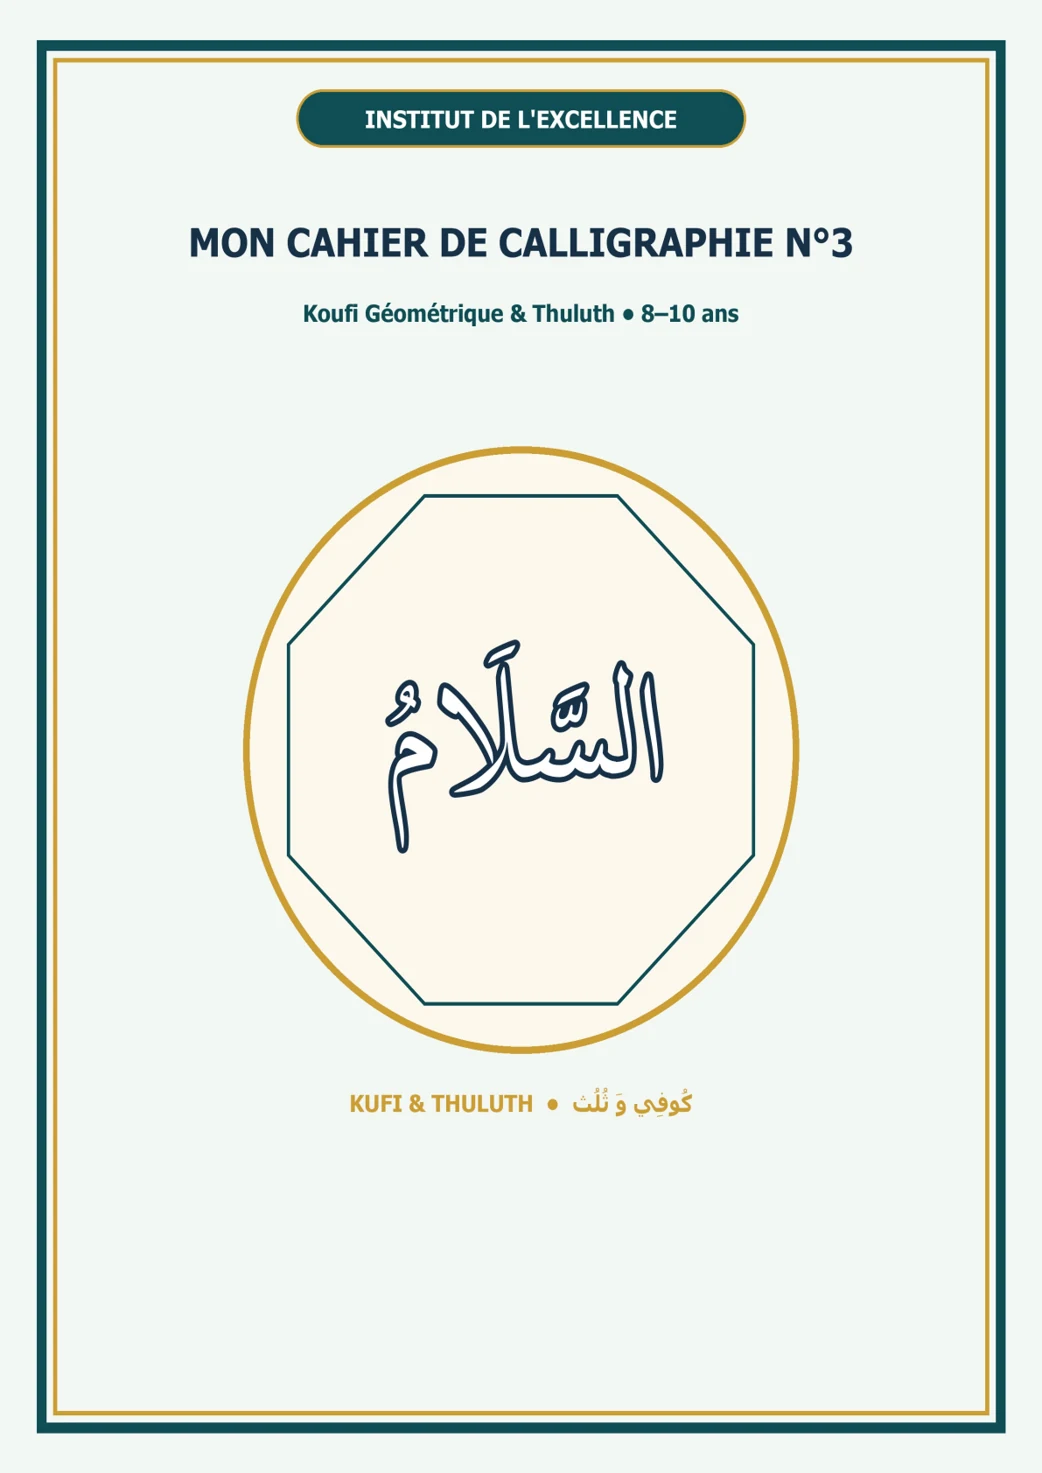 INSTITUT DE L'EXCELLENCE
MON CAHIER DE CALLIGRAPHIE N°3
Koufi Géométrique & Thuluth • 8–10 ans
السَّلَامُ
KUFI & THULUTH • كُوفِي وَ ثُلُث